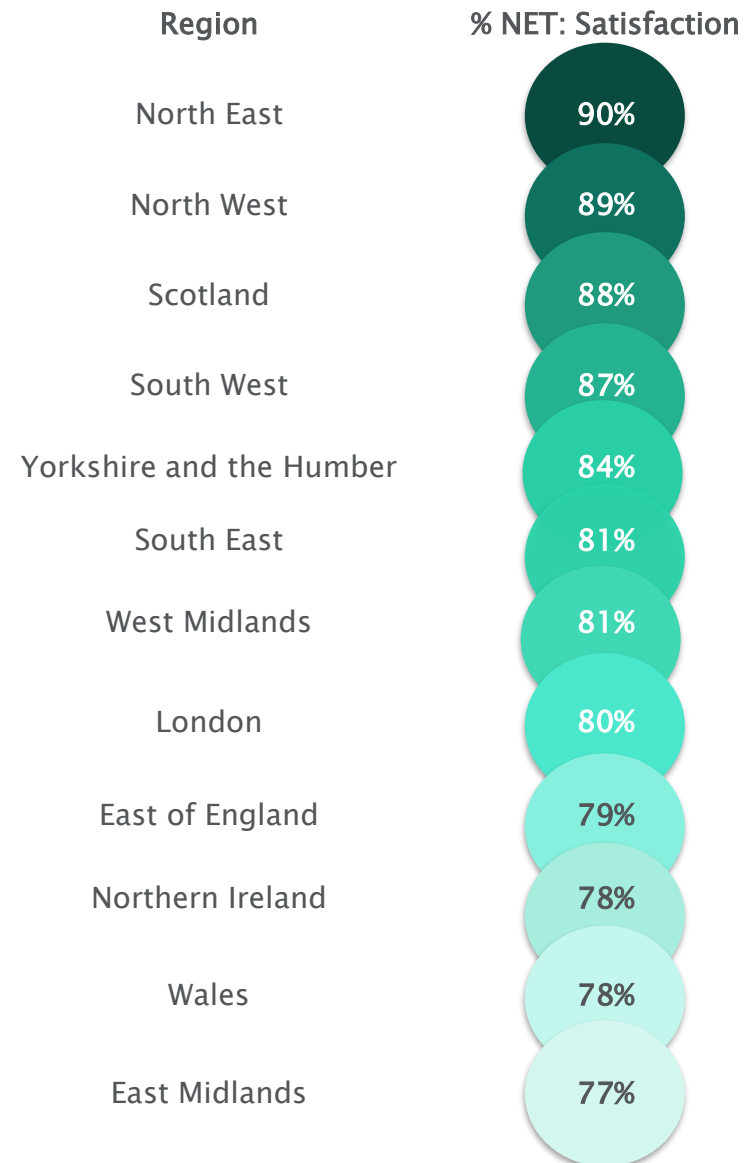 Region % NET: Satisfaction
North East 90%
North West 89%
Scotland 88%
South West 87%
Yorkshire and the Humber 84%
South East 81%
West Midlands 81%
London 80%
East of England 79%
Northern Ireland 78%
Wales 78%
East Midlands 77%